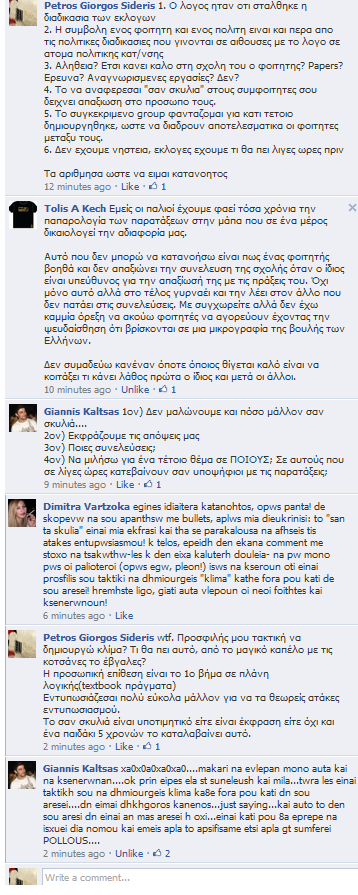 Petros Giorgos Sideris 1. Ο λογος ηταν οτι σταλθηκε η
διαδικασια των εκλογων
2. Η συμβολη ενος φοιτητη και ενος πολιτη ειναι και περα απο
τις πολιτικες διαδικασιες που γινονται σε αιθουσες με το λογο σε
ατομα πολιτικης κατ/νσης
3. Αληθεια? Ετσι κανει καλο στη σχολη του ο φοιτητης? Papers?
Ερευνα? Αναγνωρισμενες εργασίες? Δεν?
4. Το να αναφερεσαι "σαν σκυλια" στους συμφοιτητες σου
δειχνει απαξιωση στο προσωπο τους.
5. Το συγκεκριμενο group φανταζομαι για κατι τετοιο
δημιουργηθηκε, ωστε να διαδρουν αποτελεσματικα οι φοιτητες
μεταξυ τους.
6. Δεν εχουμε νηστεια, εκλογες εχουμε τι θα πει λιγες ωρες πριν
Τα αριθμησα ωστε να ειμαι κατανοητος
12 minutes ago · Like · 1
Tolis A Kech Εμείς οι παλιοί έχουμε φαεί τόσα χρόνια την
παπαρολογία των παρατάξεων στην μάπα που σε ένα μέρος
δικαιολογεί την αδιαφορία μας.
Αυτό που δεν μπορώ να κατανοήσω είναι πως ένας φοιτητής
βοηθά και δεν απαξιώνει την συνελευση της σχολής όταν ο ίδιος
είναι υπεύθυνος για την απαξίωσή της με τις πράξεις του. Όχι
μόνο αυτό αλλά στο τέλος γυρναέι και την λέει στον άλλο που
δεν πατάει στις συνελεύσεις. Με συγχωρείτε αλλά δεν έχω
καμμία όρεξη να ακούω φοιτητές να αγορεύουν έχοντας την
ψευδαίσθηση ότι βρίσκονται σε μια μικρογραφία της βουλής των
Ελλήνων.
Δεν συμαδεύω κανέναν όποτε όποιος θίγεται καλό είναι να
κοιτάξει τι κάνει λάθος πρώτα ο ίδιος και μετά οι άλλοι.
10 minutes ago · Unlike · 1
Giannis Kaltsas 1ον) Δεν μαλώνουμε και πόσο μάλλον σαν
σκυλιά....
2ον) Εκφράζουμε τις απόψεις μας
3ον) Ποιες συνελεύσεις;
4ον) Να μιλήσω για ένα τέτοιο θέμα σε ΠΟΙΟΥΣ; Σε αυτούς που
σε λίγες ώρες κατεβαίνουν σαν υποψήφιοι με τις παρατάξεις;
9 minutes ago · Like · 1
Dimitra Vartzoka egines idiaitera katanohtos, opws panta! de
skopevw na sou apanthsw me bullets, aplws mia dieukrinisi: to "san
ta skulia" einai mia ekfrasi kai tha se parakalousa na afhseis tis
atakes entupwsiasmou! k telos, epeidh den ekana comment me
stoxo na tsakwthw-les k den eixa kaluterh douleia- na pw mono
pws oi palioteroi (opws egw, pleon!) isws na kseroun oti einai
prosfilis sou taktiki na dhmiourgeis "klima" kathe fora pou kati de
sou aresei! hremhste ligo, giati auta vlepoun oi neoi foithtes kai
ksenerwnoun!
6 minutes ago · Like
Petros Giorgos Sideris wtf. Προσφιλής μου τακτική να
δημιουργώ κλίμα? Τι θα πει αυτό, από το μαγικό καπέλο με τις
κοτσάνες το έβγαλες?
Η προσωπική επίθεση είναι το 1ο βήμα σε πλάνη
λογικής(textbook πράγματα)
Εντυπωσιάζεσαι πολύ εύκολα μάλλον για να τα θεωρείς ατάκες
εντυπωσιασμού.
Το σαν σκυλιά είναι υποτιμητικό είτε είναι έκφραση είτε όχι και
ένα παιδάκι 5 χρονών το καταλαβαίνει αυτό.
2 minutes ago · Like · 1
Giannis Kaltsas xa0x0a0xa0xa0....makari na evlepan mono auta kai
na ksenerwnan....ok prin eipes ela st suneleush kai mila...twra les einai
taktikh sou na dhmiourgeis klima ka8e fora pou kati dn sou
aresei....dn eimai dhkhgoros kanenos...just saying...kai auto to den
sou aresi dn einai an mas aresei h oxi...einai kati pou 8a eprepe na
isxuei dia nomou kai emeis apla to apsifisame etsi apla gt sumferei
POLLOUS....
2 minutes ago · Unlike · 2
Write a comment...